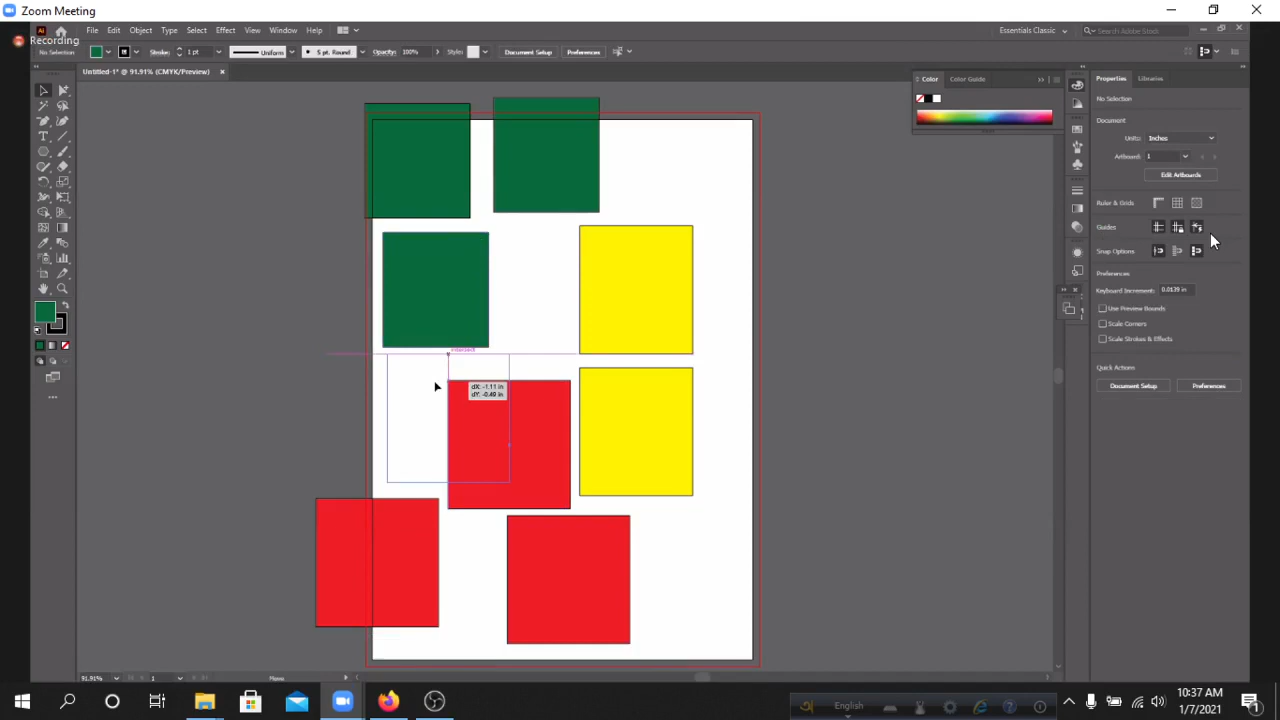 Zoom Meeting
Recording
File Edit Object Type Select Effect View Window Help
Essentials Classic
Search Adobe Stock
No Selection
Stroke: 1 pt
Uniform
5 pt. Round
Opacity: 100%
Styles
Document Setup
Preferences
Untitled-1* @ 91.91% (CMYK/Preview)
Color Color Guide
Properties Libraries
No Selection
Document
Units: Inches
Artboard: 1
Edit Artboards
Ruler & Grids
Guides
Snap Options
Preferences
Keyboard Increment: 0.0139 in
Use Preview Bounds
Scale Corners
Scale Strokes & Effects
Quick Actions
Document Setup Preferences
intersect
dX: -1.11 in
dY: -0.49 in
91.91% 1 Move
English
10:37 AM
1/7/2021